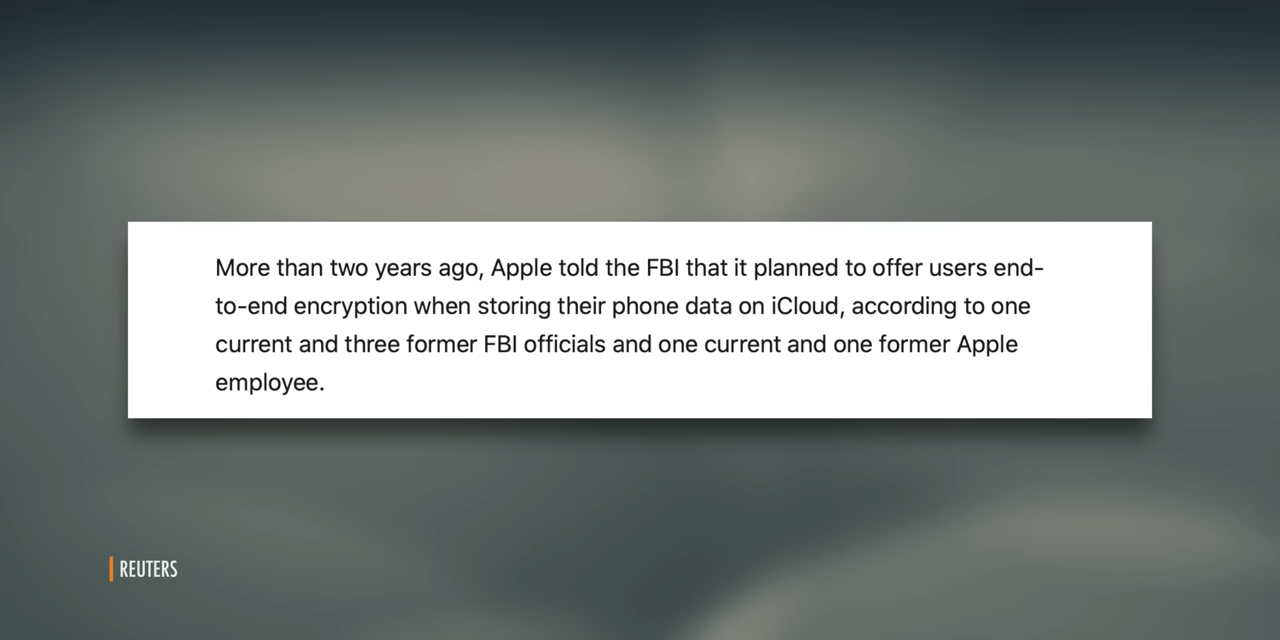 More than two years ago, Apple told the FBI that it planned to offer users end-
to-end encryption when storing their phone data on iCloud, according to one
current and three former FBI officials and one current and one former Apple
employee.
REUTERS